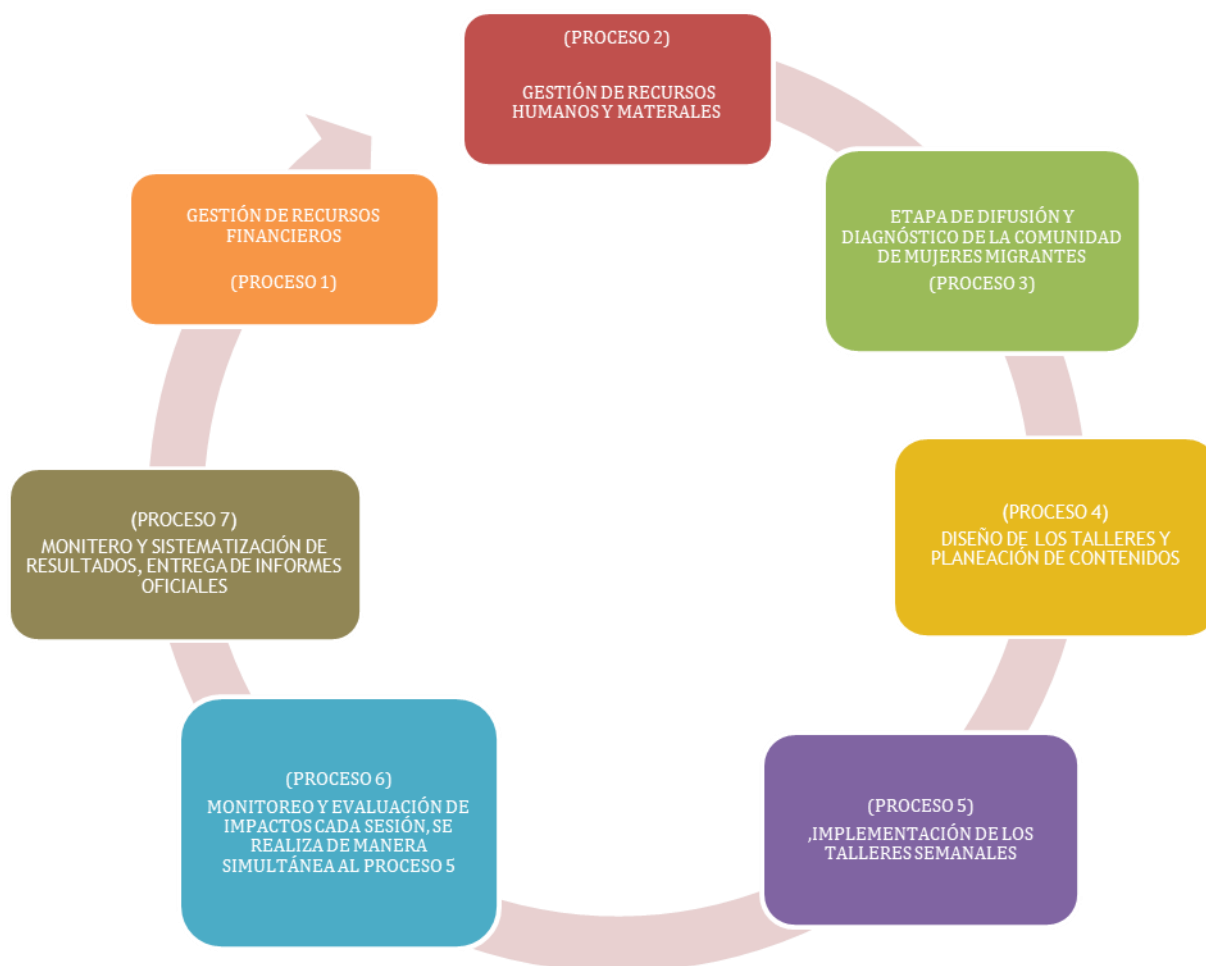 (PROCESO 2)
GESTIÓN DE RECURSOS
HUMANOS Y MATERALES
GESTIÓN DE RECURSOS
FINANCIEROS
(PROCESO 1)
ETAPA DE DIFUSIÓN Y
DIAGNÓSTICO DE LA COMUNIDAD
DE MUJERES MIGRANTES
(PROCESO 3)
(PROCESO 4)
DISEÑO DE LOS TALLERES Y
PLANEACIÓN DE CONTENIDOS
(PROCESO 5)
,IMPLEMENTACIÓN DE LOS
TALLERES SEMANALES
(PROCESO 6)
MONITOREO Y EVALUACIÓN DE
IMPACTOS CADA SESIÓN, SE
REALIZA DE MANERA
SIMULTÁNEA AL PROCESO 5
(PROCESO 7)
MONITERO Y SISTEMATIZACIÓN DE
RESULTADOS, ENTREGA DE INFORMES
OFICIALES